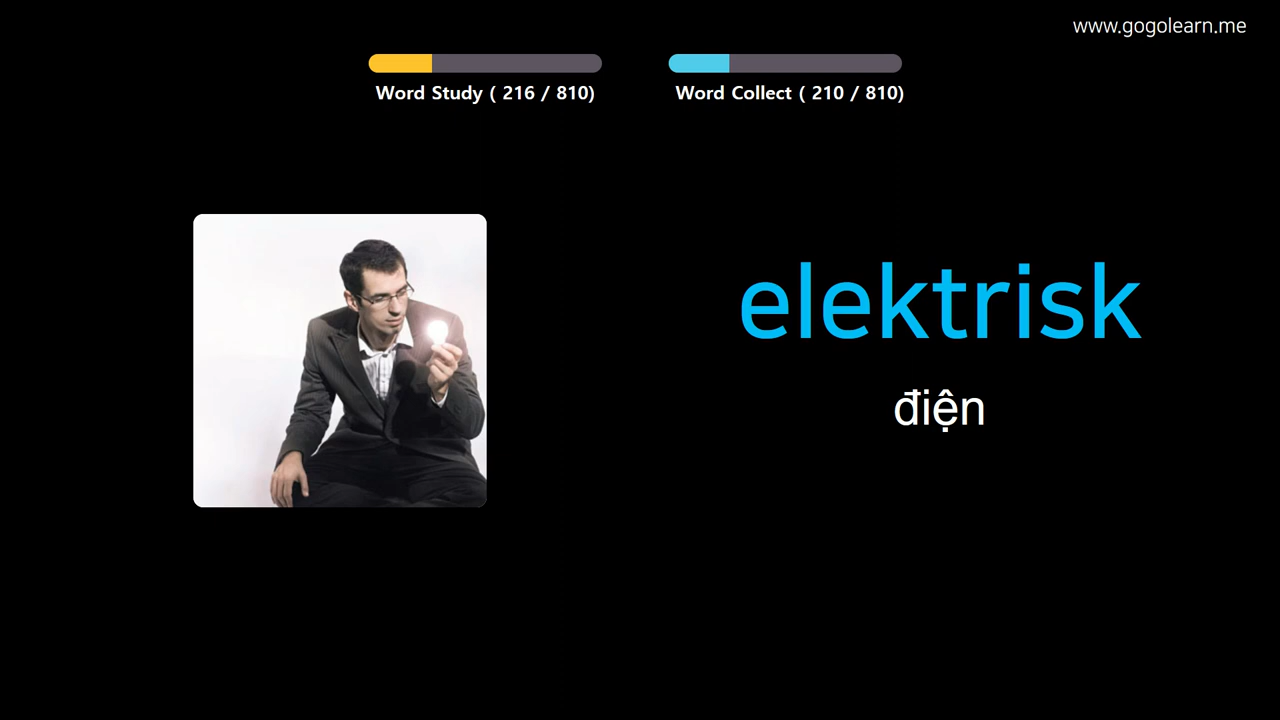 www.gogolearn.me
Word Study ( 216 / 810)
Word Collect ( 210 / 810)
elektrisk
điện